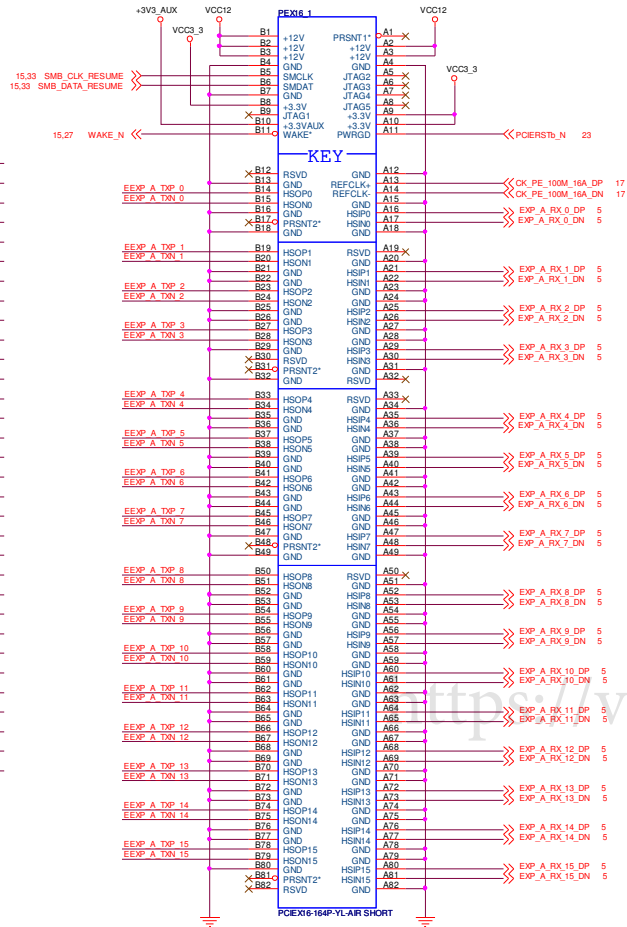 PEX16_1
+3V3_AUX VCC12 VCC12
VCC3_3
B1 +12V PRSNT1* A1
B2 +12V +12V A2
B3 +12V +12V A3
B4 GND GND A4
15,33 SMB_CLK_RESUME B5 SMCLK JTAG2 A5 VCC3_3
15,33 SMB_DATA_RESUME B6 SMDAT JTAG3 A6
B7 GND JTAG4 A7
B8 +3.3V JTAG5 A8
B9 JTAG1 +3.3V A9
B10 +3.3VAUX +3.3V A10
15,27 WAKE_N B11 WAKE* PWRGD A11 PCIERSTb_N 23
KEY
B12 RSVD GND A12
B13 GND REFCLK+ A13 CK_PE_100M_16A_DP 17
EEXP_A_TXP_0 B14 HSOP0 REFCLK- A14 CK_PE_100M_16A_DN 17
EEXP_A_TXN_0 B15 HSON0 GND A15
B16 GND HSIP0 A16 EXP_A_RX_0_DP 5
B17 PRSNT2* HSIN0 A17 EXP_A_RX_0_DN 5
B18 GND GND A18
EEXP_A_TXP_1 B19 HSOP1 RSVD A19
EEXP_A_TXN_1 B20 HSON1 GND A20
B21 GND HSIP1 A21 EXP_A_RX_1_DP 5
B22 GND HSIN1 A22 EXP_A_RX_1_DN 5
EEXP_A_TXP_2 B23 HSOP2 GND A23
EEXP_A_TXN_2 B24 HSON2 GND A24
B25 GND HSIP2 A25 EXP_A_RX_2_DP 5
B26 GND HSIN2 A26 EXP_A_RX_2_DN 5
EEXP_A_TXP_3 B27 HSOP3 GND A27
EEXP_A_TXN_3 B28 HSON3 GND A28
B29 GND HSIP3 A29 EXP_A_RX_3_DP 5
B30 RSVD HSIN3 A30 EXP_A_RX_3_DN 5
B31 PRSNT2* GND A31
B32 GND RSVD A32
EEXP_A_TXP_4 B33 HSOP4 RSVD A33
EEXP_A_TXN_4 B34 HSON4 GND A34
B35 GND HSIP4 A35 EXP_A_RX_4_DP 5
B36 GND HSIN4 A36 EXP_A_RX_4_DN 5
EEXP_A_TXP_5 B37 HSOP5 GND A37
EEXP_A_TXN_5 B38 HSON5 GND A38
B39 GND HSIP5 A39 EXP_A_RX_5_DP 5
B40 GND HSIN5 A40 EXP_A_RX_5_DN 5
EEXP_A_TXP_6 B41 HSOP6 GND A41
EEXP_A_TXN_6 B42 HSON6 GND A42
B43 GND HSIP6 A43 EXP_A_RX_6_DP 5
B44 GND HSIN6 A44 EXP_A_RX_6_DN 5
EEXP_A_TXP_7 B45 HSOP7 GND A45
EEXP_A_TXN_7 B46 HSON7 GND A46
B47 GND HSIP7 A47 EXP_A_RX_7_DP 5
B48 PRSNT2* HSIN7 A48 EXP_A_RX_7_DN 5
B49 GND GND A49
EEXP_A_TXP_8 B50 HSOP8 RSVD A50
EEXP_A_TXN_8 B51 HSON8 GND A51
B52 GND HSIP8 A52 EXP_A_RX_8_DP 5
B53 GND HSIN8 A53 EXP_A_RX_8_DN 5
EEXP_A_TXP_9 B54 HSOP9 GND A54
EEXP_A_TXN_9 B55 HSON9 GND A55
B56 GND HSIP9 A56 EXP_A_RX_9_DP 5
B57 GND HSIN9 A57 EXP_A_RX_9_DN 5
EEXP_A_TXP_10 B58 HSOP10 GND A58
EEXP_A_TXN_10 B59 HSON10 GND A59
B60 GND HSIP10 A60 EXP_A_RX_10_DP 5
B61 GND HSIN10 A61 EXP_A_RX_10_DN 5
EEXP_A_TXP_11 B62 HSOP11 GND A62
EEXP_A_TXN_11 B63 HSON11 GND A63
https://v
B64 GND HSIP11 A64 EXP_A_RX_11_DP 5
B65 GND HSIN11 A65 EXP_A_RX_11_DN 5
EEXP_A_TXP_12 B66 HSOP12 GND A66
EEXP_A_TXN_12 B67 HSON12 GND A67
B68 GND HSIP12 A68 EXP_A_RX_12_DP 5
B69 GND HSIN12 A69 EXP_A_RX_12_DN 5
EEXP_A_TXP_13 B70 HSOP13 GND A70
EEXP_A_TXN_13 B71 HSON13 GND A71
B72 GND HSIP13 A72 EXP_A_RX_13_DP 5
B73 GND HSIN13 A73 EXP_A_RX_13_DN 5
EEXP_A_TXP_14 B74 HSOP14 GND A74
EEXP_A_TXN_14 B75 HSON14 GND A75
B76 GND HSIP14 A76 EXP_A_RX_14_DP 5
B77 GND HSIN14 A77 EXP_A_RX_14_DN 5
EEXP_A_TXP_15 B78 HSOP15 GND A78
EEXP_A_TXN_15 B79 HSON15 GND A79
B80 GND HSIP15 A80 EXP_A_RX_15_DP 5
B81 PRSNT2* HSIN15 A81 EXP_A_RX_15_DN 5
B82 RSVD GND A82
PCIEX16-164P-YL-AIR SHORT